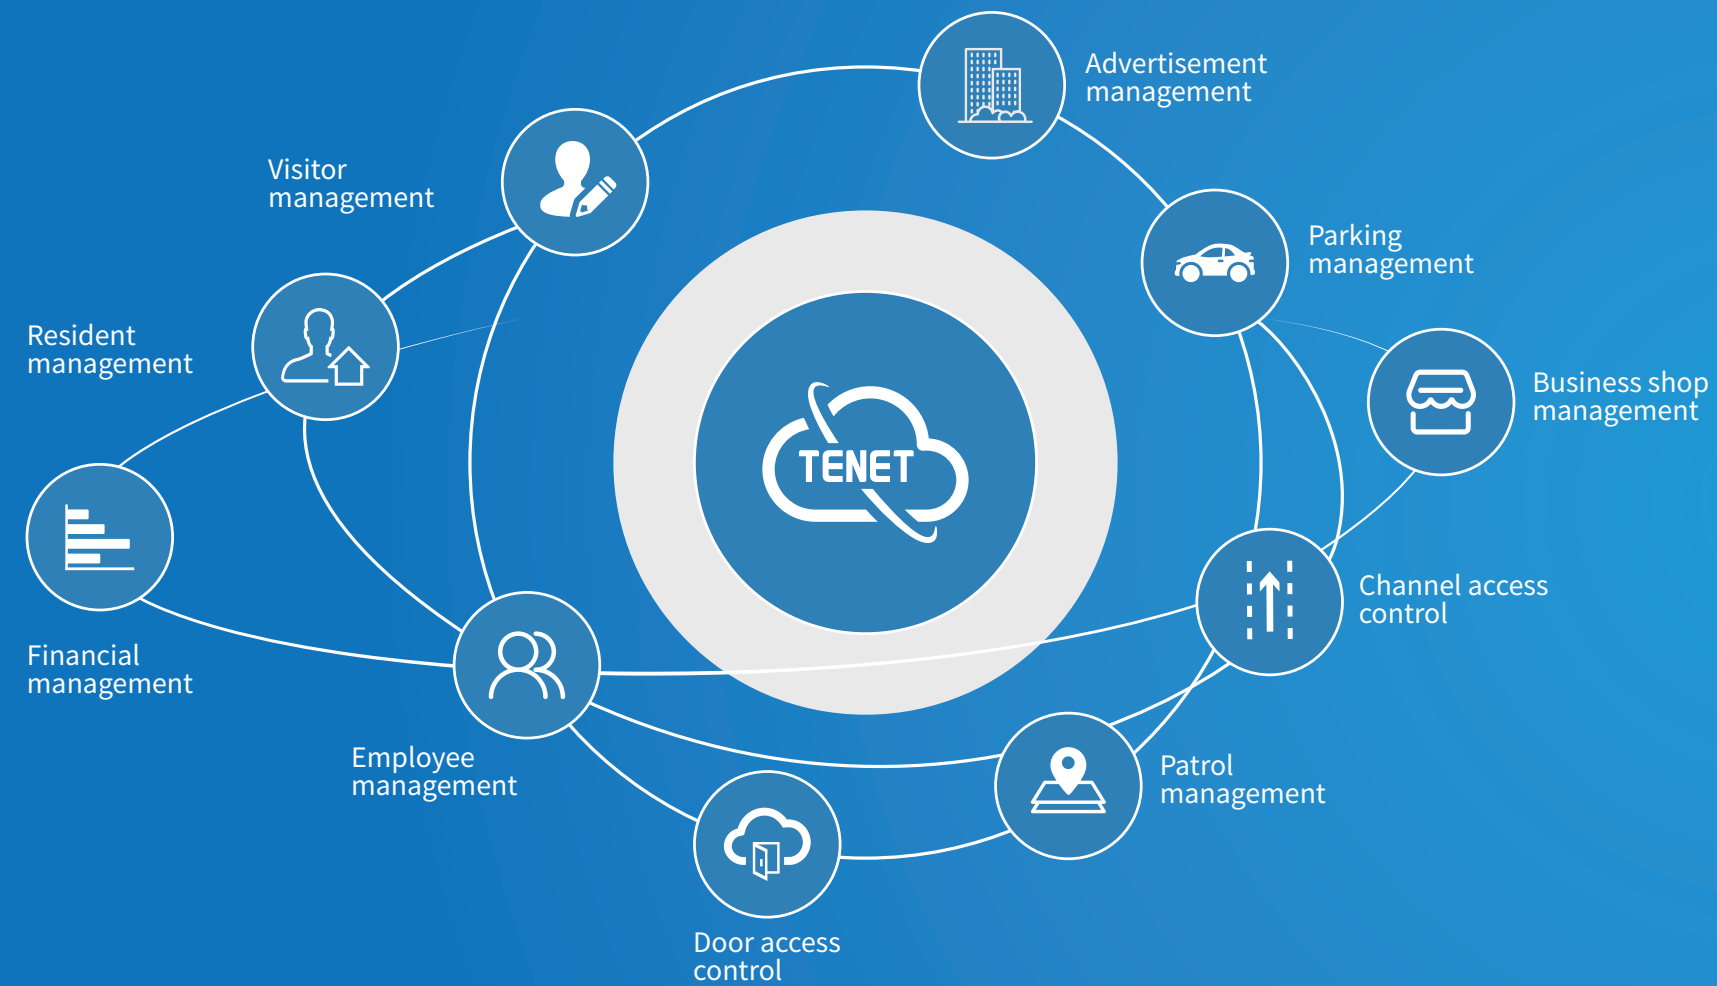 Advertisement
management
Visitor
management
Parking
management
Resident
management
Business shop
management
TENET
Channel access
control
Financial
management
Employee
management
Patrol
management
Door access
control